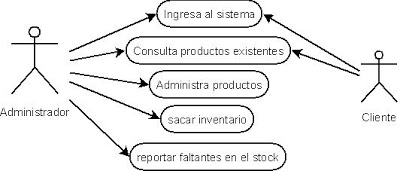 Ingresa al sistema
Consulta productos existentes
Administra productos
Administrador
sacar inventario
Cliente
reportar faltantes en el stock